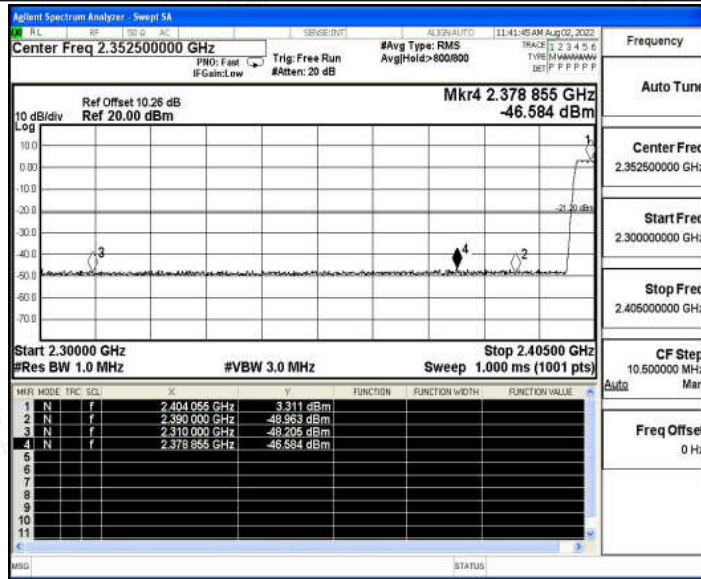 Agilent Spectrum Analyzer - Swept SA
RL RF 50 Ω AC SENSE:INT ALIGN AUTO 11:41:45 AM Aug 02, 2022
Center Freq 2.352500000 GHz
PNO: Fast
IFGain:Low
Trig: Free Run
#Atten: 20 dB
#Avg Type: RMS
Avg|Hold>800/800
TRACE 1 2 3 4 5 6
TYPE M
DET P P P P P P
Ref Offset 10.26 dB
Ref 20.00 dBm
10 dB/div
Log
Mkr4 2.378 855 GHz
-46.584 dBm
10.0
0.00
-10.0
-20.0
-30.0
-40.0
-50.0
-60.0
-70.0
1
-21.20 dBm
3
4
2
Start 2.30000 GHz
Stop 2.40500 GHz
#Res BW 1.0 MHz
#VBW 3.0 MHz
Sweep 1.000 ms (1001 pts)
MKR MODE TRC SCL X Y FUNCTION FUNCTION WIDTH FUNCTION VALUE
1 N f 2.404 055 GHz 3.311 dBm
2 N f 2.390 000 GHz -48.963 dBm
3 N f 2.310 000 GHz -48.205 dBm
4 N f 2.378 855 GHz -46.584 dBm
5
6
7
8
9
10
11
MSG
STATUS
Frequency
Auto Tune
Center Freq
2.352500000 GHz
Start Freq
2.300000000 GHz
Stop Freq
2.405000000 GHz
CF Step
10.500000 MHz
Auto Man
Freq Offset
0 Hz